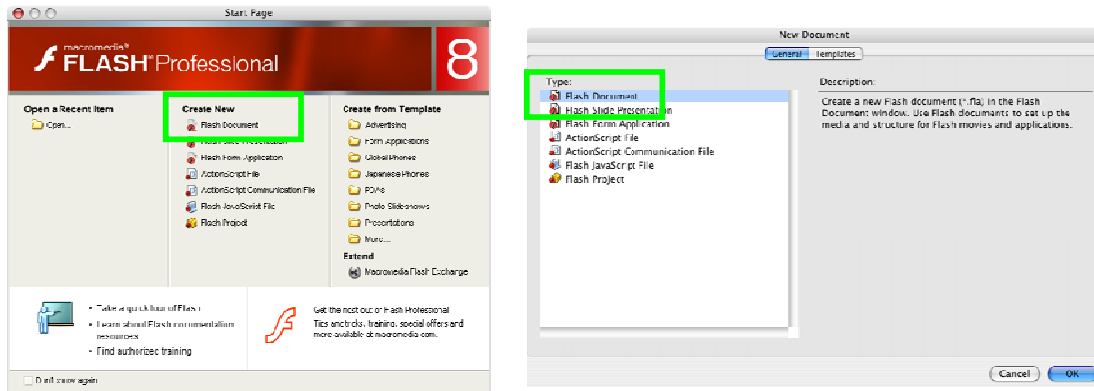 Start Page
macromedia®
FLASH® Professional
8
Open a Recent Item
Open...
Create New
Flash Document
Flash Slide Presentation
Flash Form Application
ActionScript File
ActionScript Communication File
Flash JavaScript File
Flash Project
Create from Template
Advertising
Form Applications
Global Phones
Japanese Phones
PDAs
Photo Slideshows
Presentations
More...
Extend
Macromedia Flash Exchange
• Take a quick tour of Flash
• Learn about Flash documentation
resources
• Find authorized training
Get the most out of Flash Professional
Tips and tricks, training, special offers and
more available at macromedia.com.
Don't show again
New Document
General
Templates
Type:
Flash Document
Flash Slide Presentation
Flash Form Application
ActionScript File
ActionScript Communication File
Flash JavaScript File
Flash Project
Description:
Create a new Flash document (*.fla) in the Flash
Document window. Use Flash documents to set up the
media and structure for Flash movies and applications.
Cancel
OK